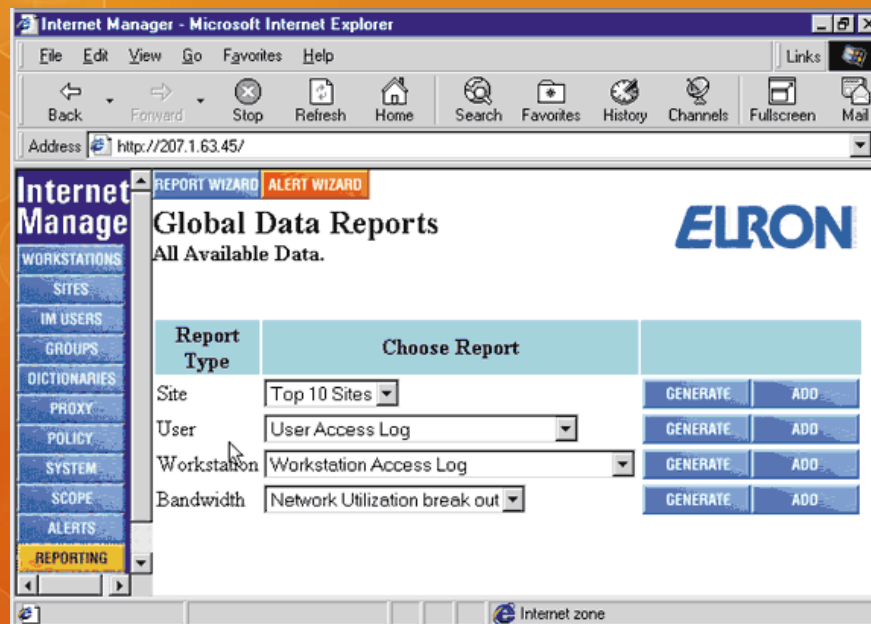 Internet Manager - Microsoft Internet Explorer
File Edit View Go Favorites Help Links
Back Forward Stop Refresh Home Search Favorites History Channels Fullscreen Mail
Address http://207.1.63.45/
Internet
Manage
WORKSTATIONS
SITES
IM USERS
GROUPS
DICTIONARIES
PROXY
POLICY
SYSTEM
SCOPE
ALERTS
REPORTING
REPORT WIZARD ALERT WIZARD
Global Data Reports
All Available Data.
ELRON
Report Type Choose Report
Site Top 10 Sites GENERATE ADD
User User Access Log GENERATE ADD
Workstation Workstation Access Log GENERATE ADD
Bandwidth Network Utilization break out GENERATE ADD
Internet zone